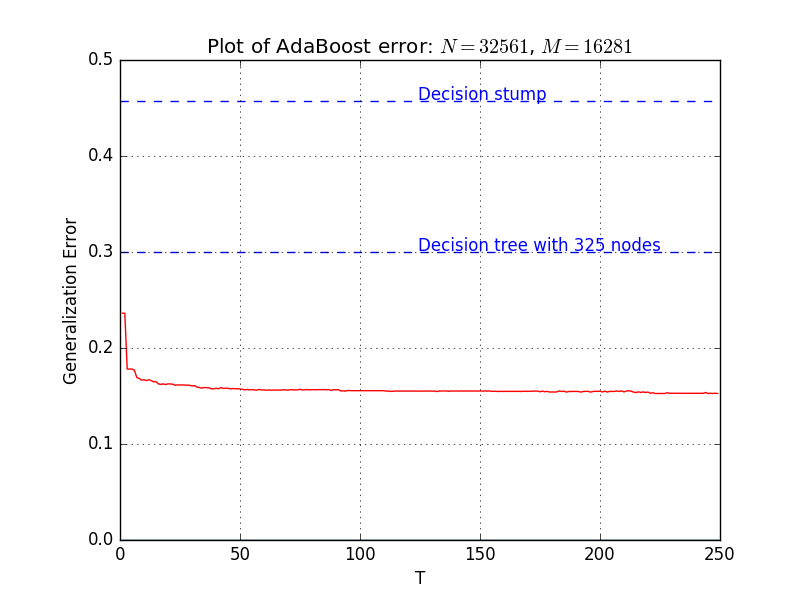 Plot of AdaBoost error: N = 32561, M = 16281
0.5
Decision stump
0.4
0.3
Decision tree with 325 nodes
Generalization Error
0.2
0.1
0.0
0 50 100 150 200 250
T